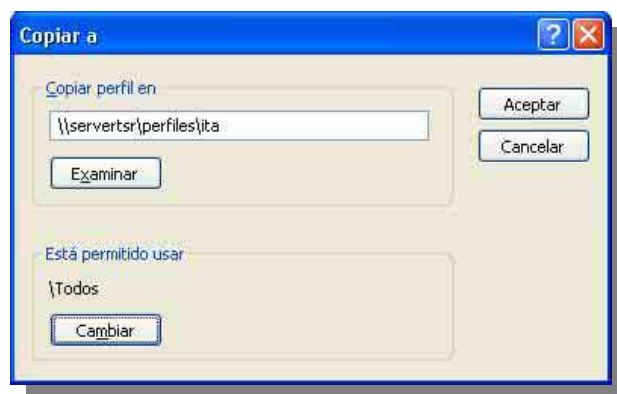 Copiar a
Copiar perfil en
\\servertsr\perfiles\ita
Examinar
Aceptar
Cancelar
Está permitido usar
\Todos
Cambiar